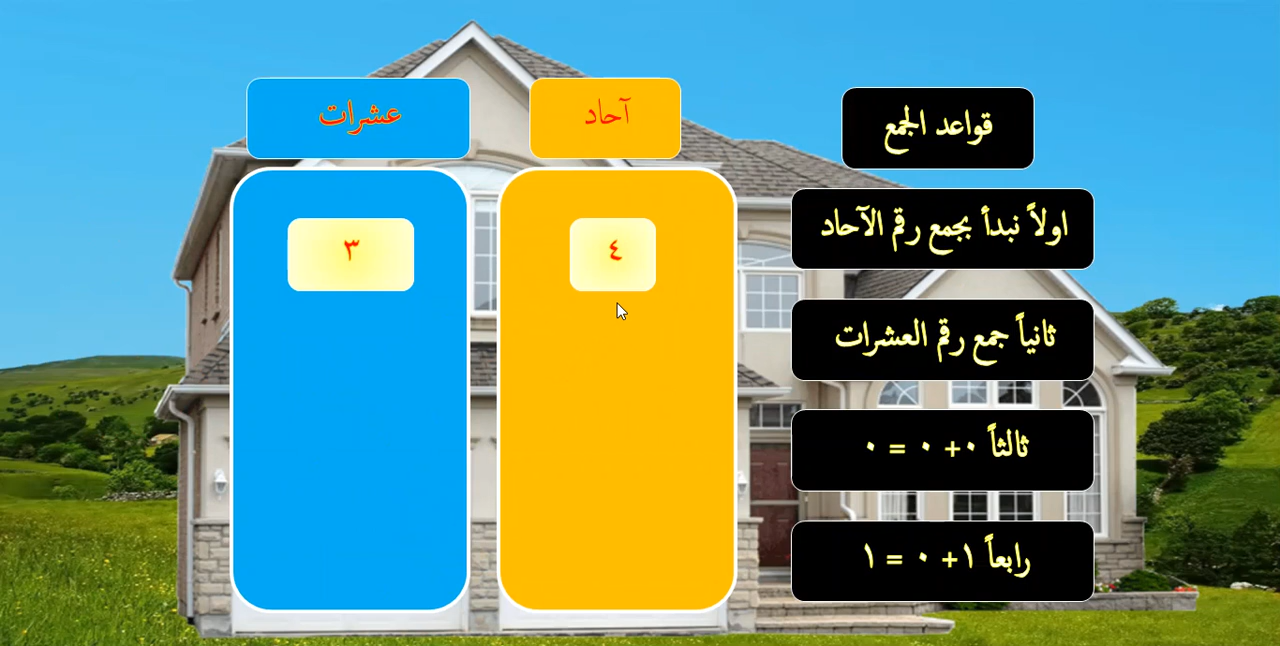 قواعد الجمع
اولاً نبدأ بجمع رقم الآحاد
ثانياً جمع رقم العشرات
ثالثاً ٠+ ٠ = ٠
رابعاً ١+ ٠ = ١
آحاد
عشرات
٤
٣